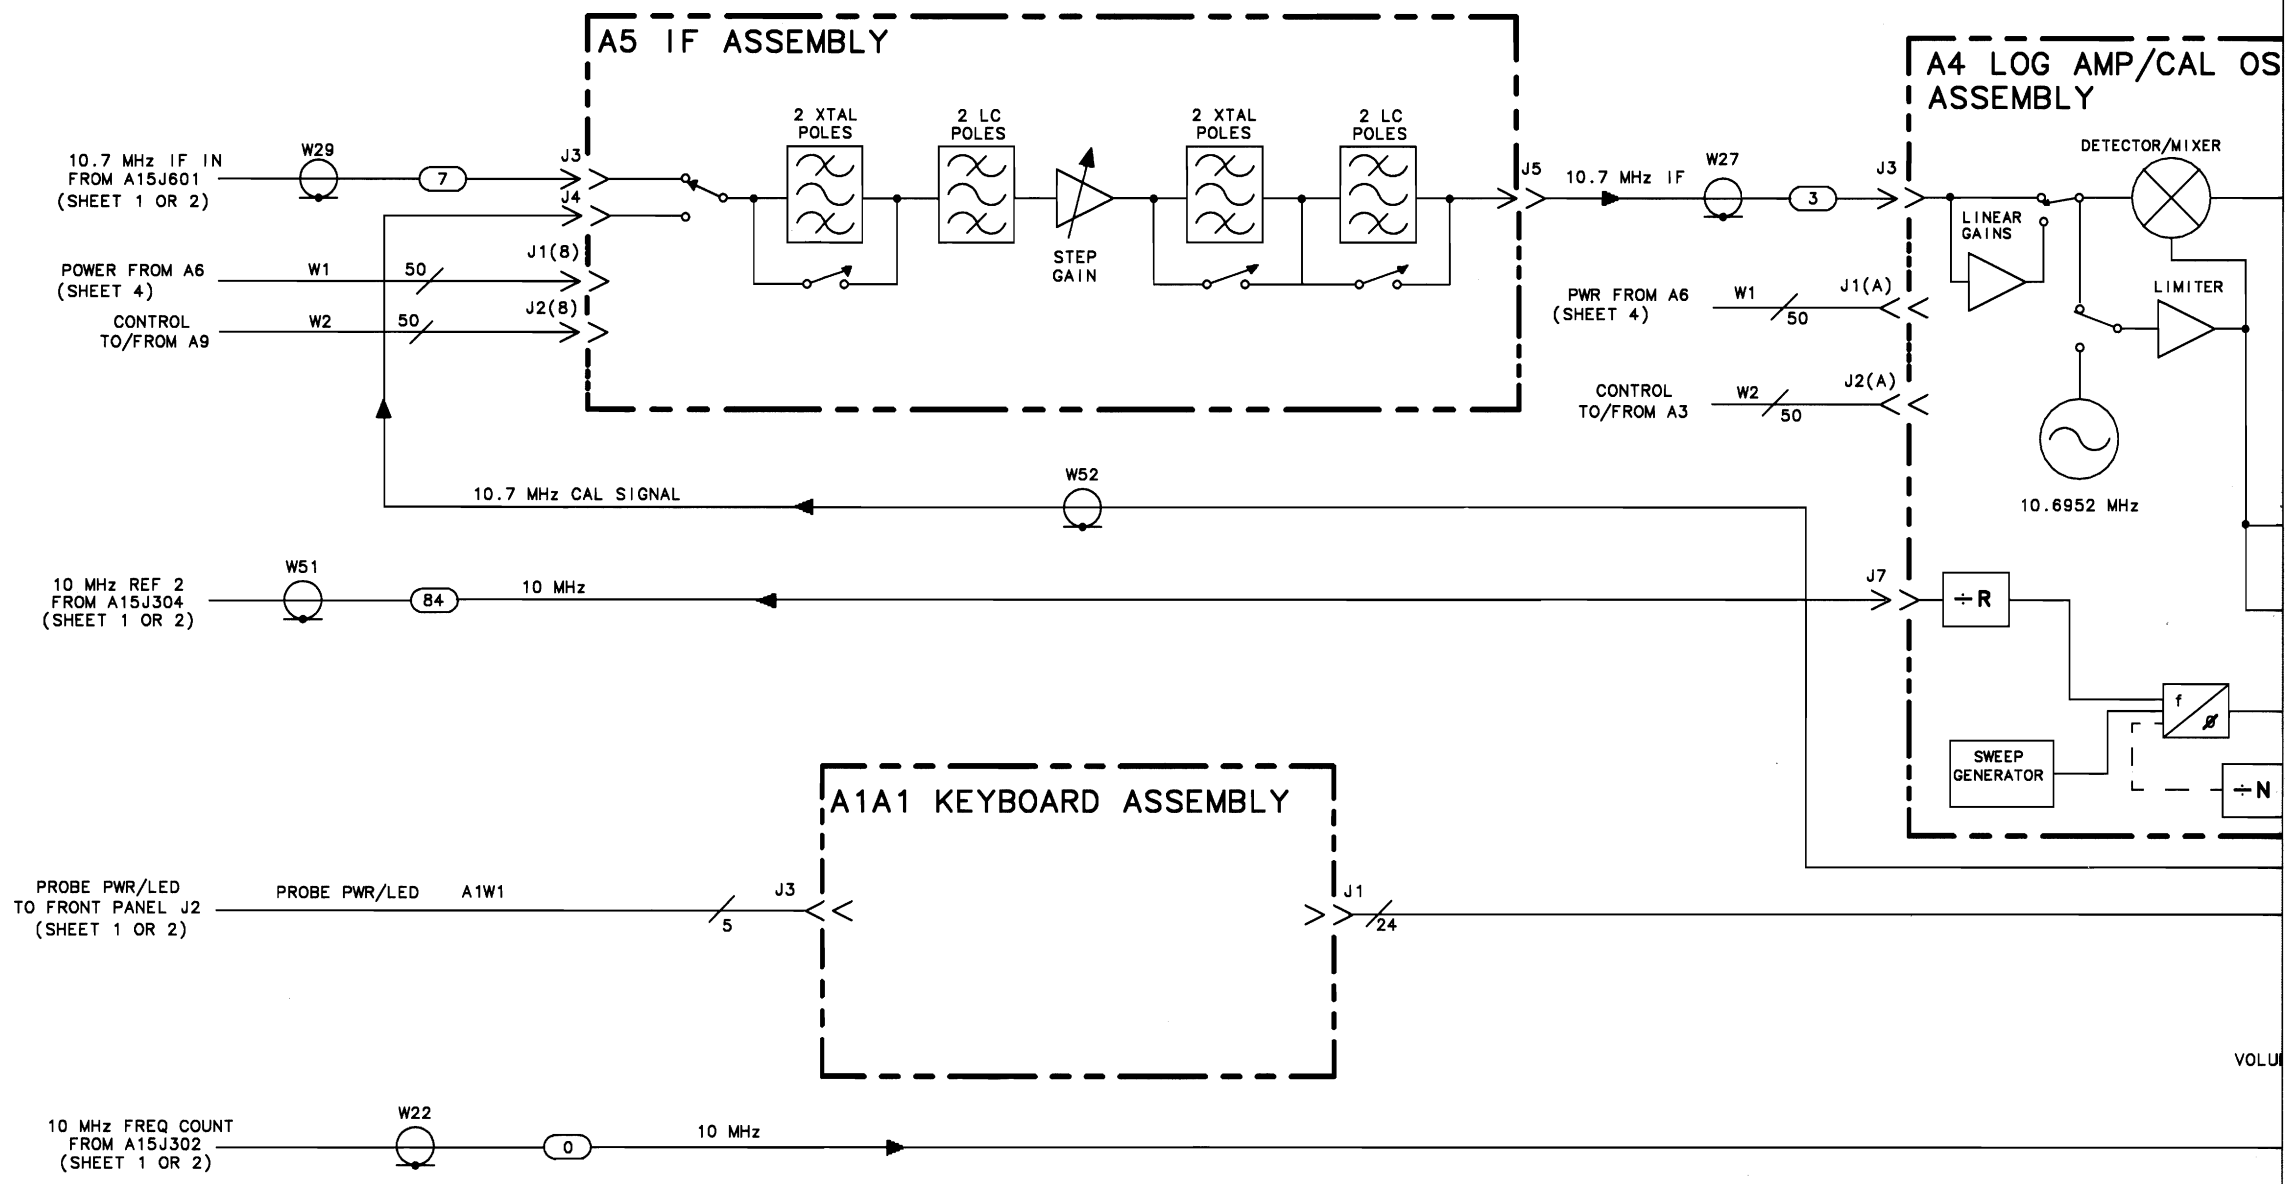 A5 IF ASSEMBLY
2 XTAL
POLES
2 LC
POLES
STEP
GAIN
2 XTAL
POLES
2 LC
POLES
10.7 MHz IF IN
FROM A15J601
(SHEET 1 OR 2)
W29
7
J3
J4
POWER FROM A6
(SHEET 4)
W1
50
J1(8)
CONTROL
TO/FROM A9
W2
50
J2(8)
J5
10.7 MHz IF
W27
3
J3
A4 LOG AMP/CAL OS
ASSEMBLY
DETECTOR/MIXER
LINEAR
GAINS
LIMITER
PWR FROM A6
(SHEET 4)
W1
50
J1(A)
CONTROL
TO/FROM A3
W2
50
J2(A)
10.6952 MHz
10.7 MHz CAL SIGNAL
W52
10 MHz REF 2
FROM A15J304
(SHEET 1 OR 2)
W51
84
10 MHz
J7
÷R
f
Ø
SWEEP
GENERATOR
÷N
A1A1 KEYBOARD ASSEMBLY
PROBE PWR/LED
TO FRONT PANEL J2
(SHEET 1 OR 2)
PROBE PWR/LED A1W1
5
J3
J1
24
VOLU
10 MHz FREQ COUNT
FROM A15J302
(SHEET 1 OR 2)
W22
0
10 MHz